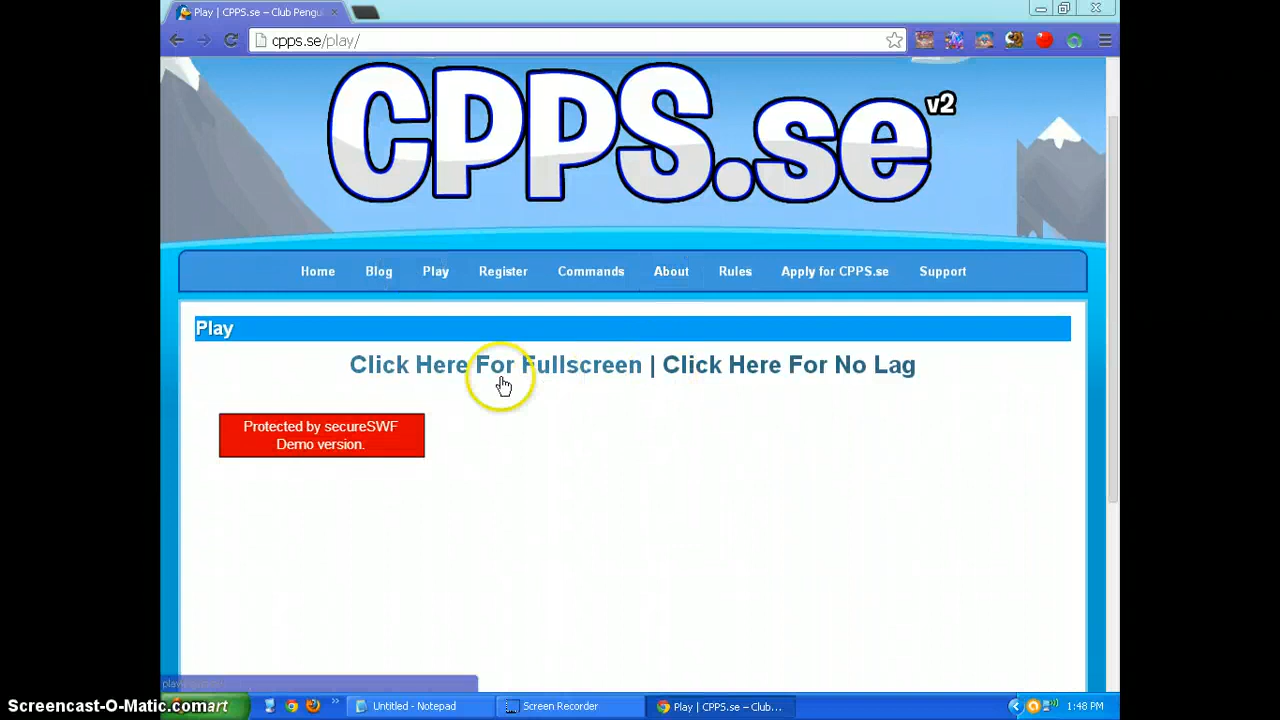 Play | CPPS.se – Club Pengu
cpps.se/play/
CPPS.se v2
Home Blog Play Register Commands About Rules Apply for CPPS.se Support
Play
Click Here For Fullscreen | Click Here For No Lag
Protected by secureSWF
Demo version.
Screencast-O-Matic.com
art
Untitled - Notepad
Screen Recorder
Play | CPPS.se – Club...
1:48 PM